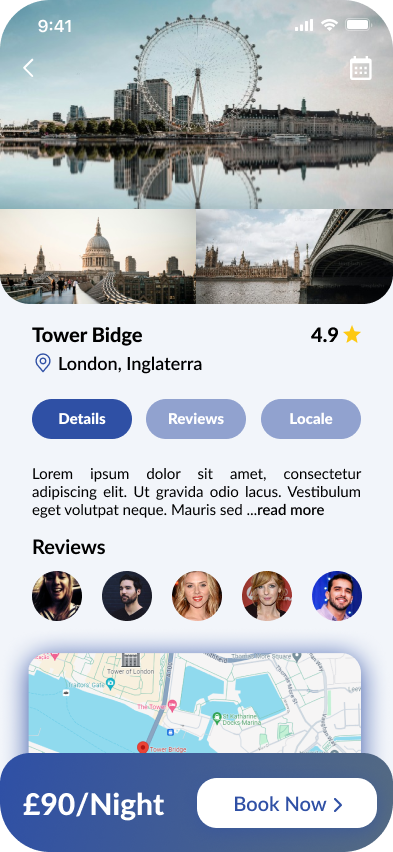 9:41
Tower Bidge
4.9
London, Inglaterra
Details
Reviews
Locale
Lorem ipsum dolor sit amet, consectetur
adipiscing elit. Ut gravida odio lacus. Vestibulum
eget volutpat neque. Mauris sed ...read more
Reviews
Tower of London
Traitors' Gate
The Tower
St Katharine
Docks Marina
Tower Bridge
£90/Night
Book Now